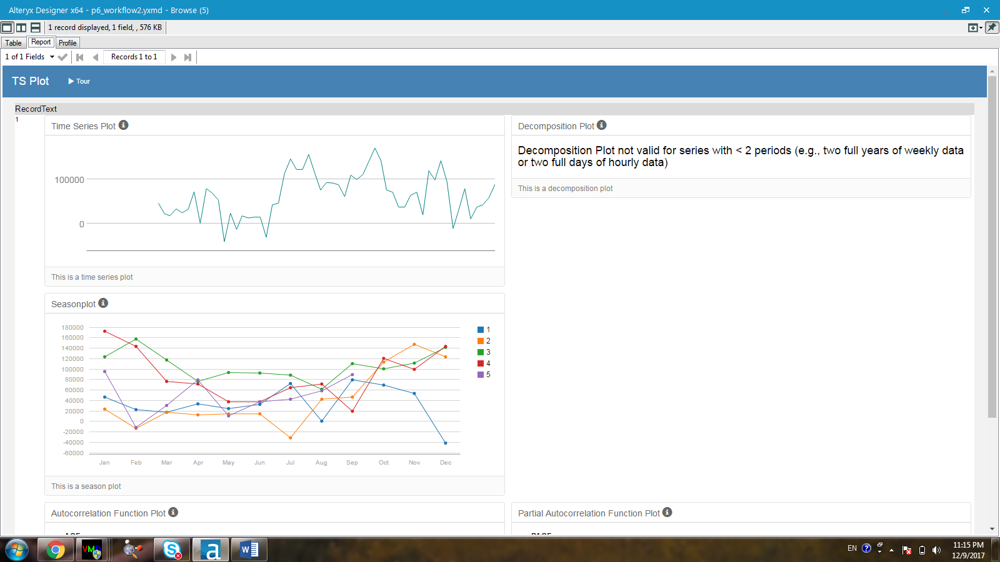 Alteryx Designer x64 - p6_workflow2.yxmd - Browse (5)
1 record displayed, 1 field, , 576 KB
Table Report Profile
1 of 1 Fields Records 1 to 1
TS Plot Tour
RecordText
1
Time Series Plot
100000
0
This is a time series plot
Decomposition Plot
Decomposition Plot not valid for series with < 2 periods (e.g., two full years of weekly data
or two full days of hourly data)
This is a decomposition plot
Seasonplot
180000
160000
140000
120000
100000
80000
60000
40000
20000
0
-20000
-40000
-60000
Jan Feb Mar Apr May Jun Jul Aug Sep Oct Nov Dec
1
2
3
4
5
This is a season plot
Autocorrelation Function Plot
Partial Autocorrelation Function Plot
EN
11:15 PM
12/9/2017